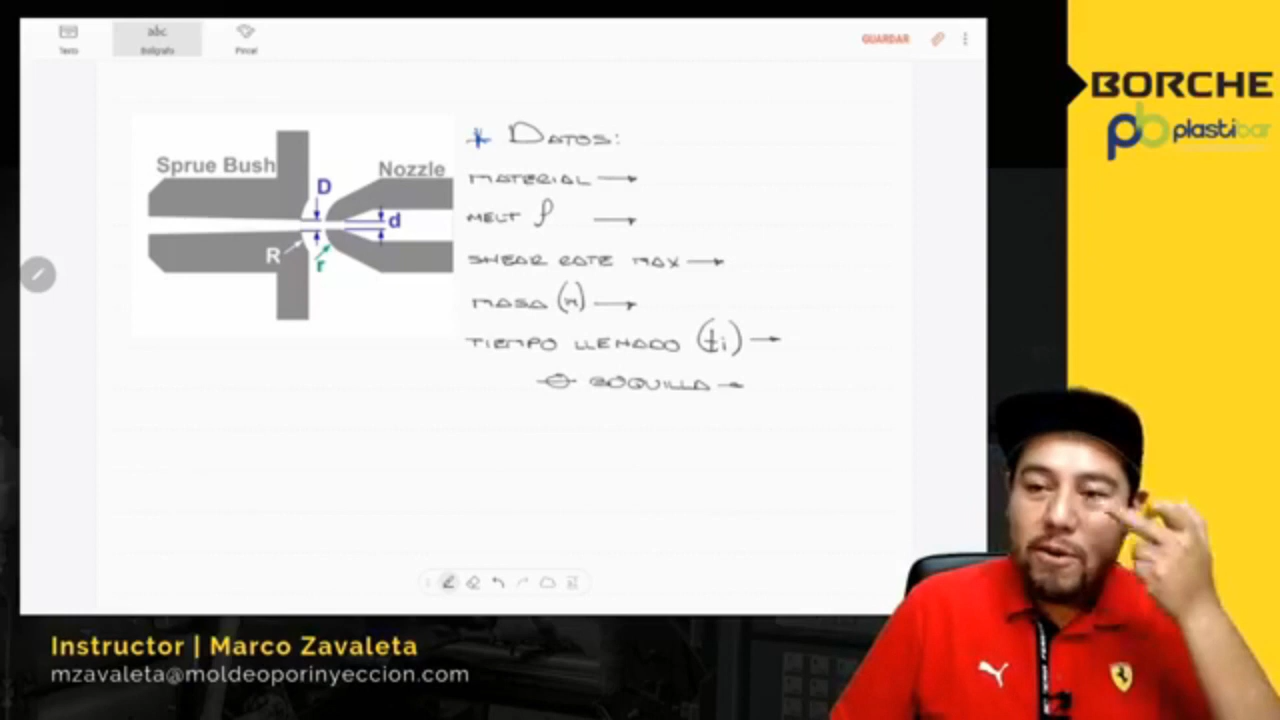 abc
Texto
Bolígrafo
Pincel
GUARDAR
BORCHE
pb plastibar
Sprue Bush
Nozzle
D
d
R
r
* DATOS:
MATERIAL →
MELT ρ →
SHEAR RATE MAX →
MASA (m) →
TIEMPO LLENADO (ti) →
⌀ BOQUILLA →
Instructor | Marco Zavaleta
mzavaleta@moldeoporinyeccion.com